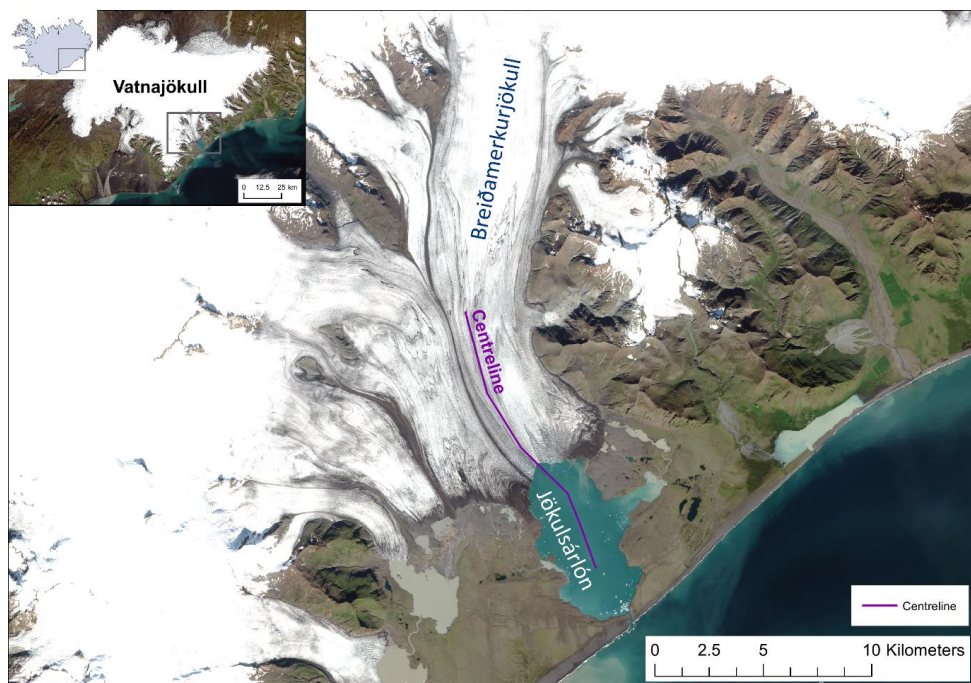 Vatnajökull
0 12.5 25 km
Breiðamerkurjökull
Centreline
Jökulsárlón
Centreline
0 2.5 5 10 Kilometers